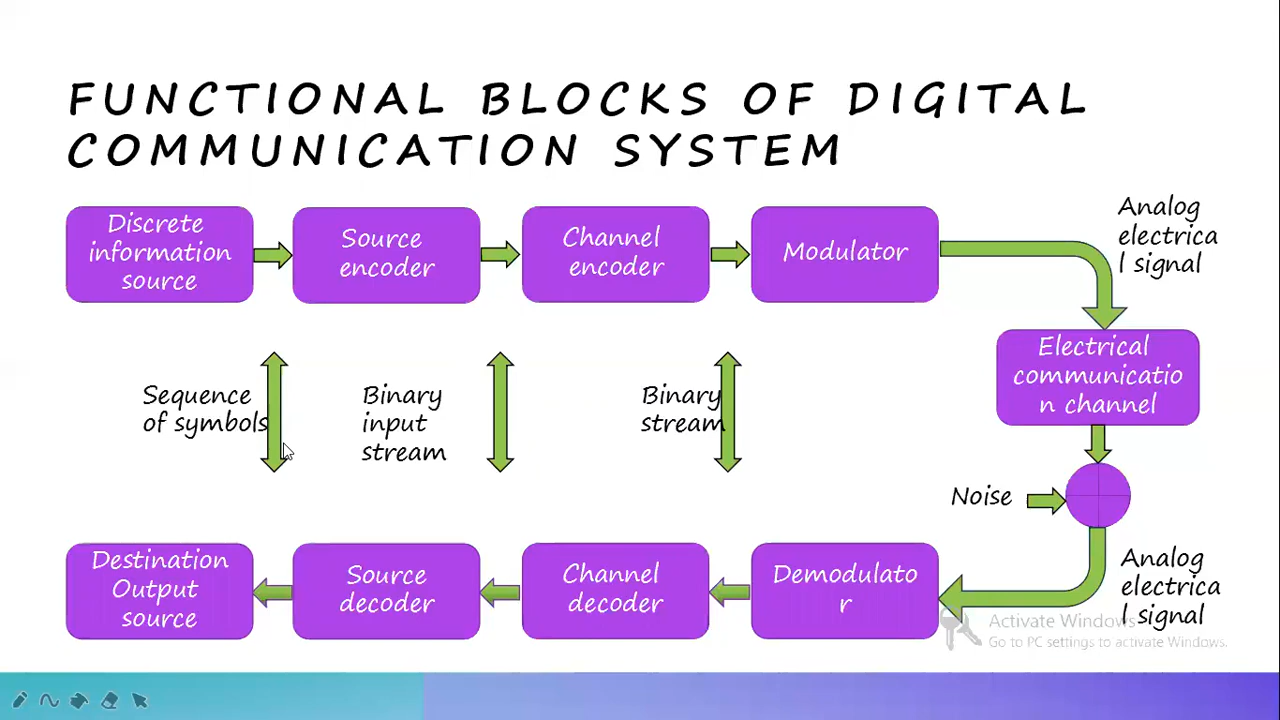 FUNCTIONAL BLOCKS OF DIGITAL
COMMUNICATION SYSTEM
Discrete
information
source
Source
encoder
Channel
encoder
Modulator
Analog
electrica
l signal
Electrical
communicatio
n channel
Sequence
of symbols
Binary
input
stream
Binary
stream
Noise
Destination
Output
source
Source
decoder
Channel
decoder
Demodulato
r
Analog
electrica
l signal
Activate Windows
Go to PC settings to activate Windows.